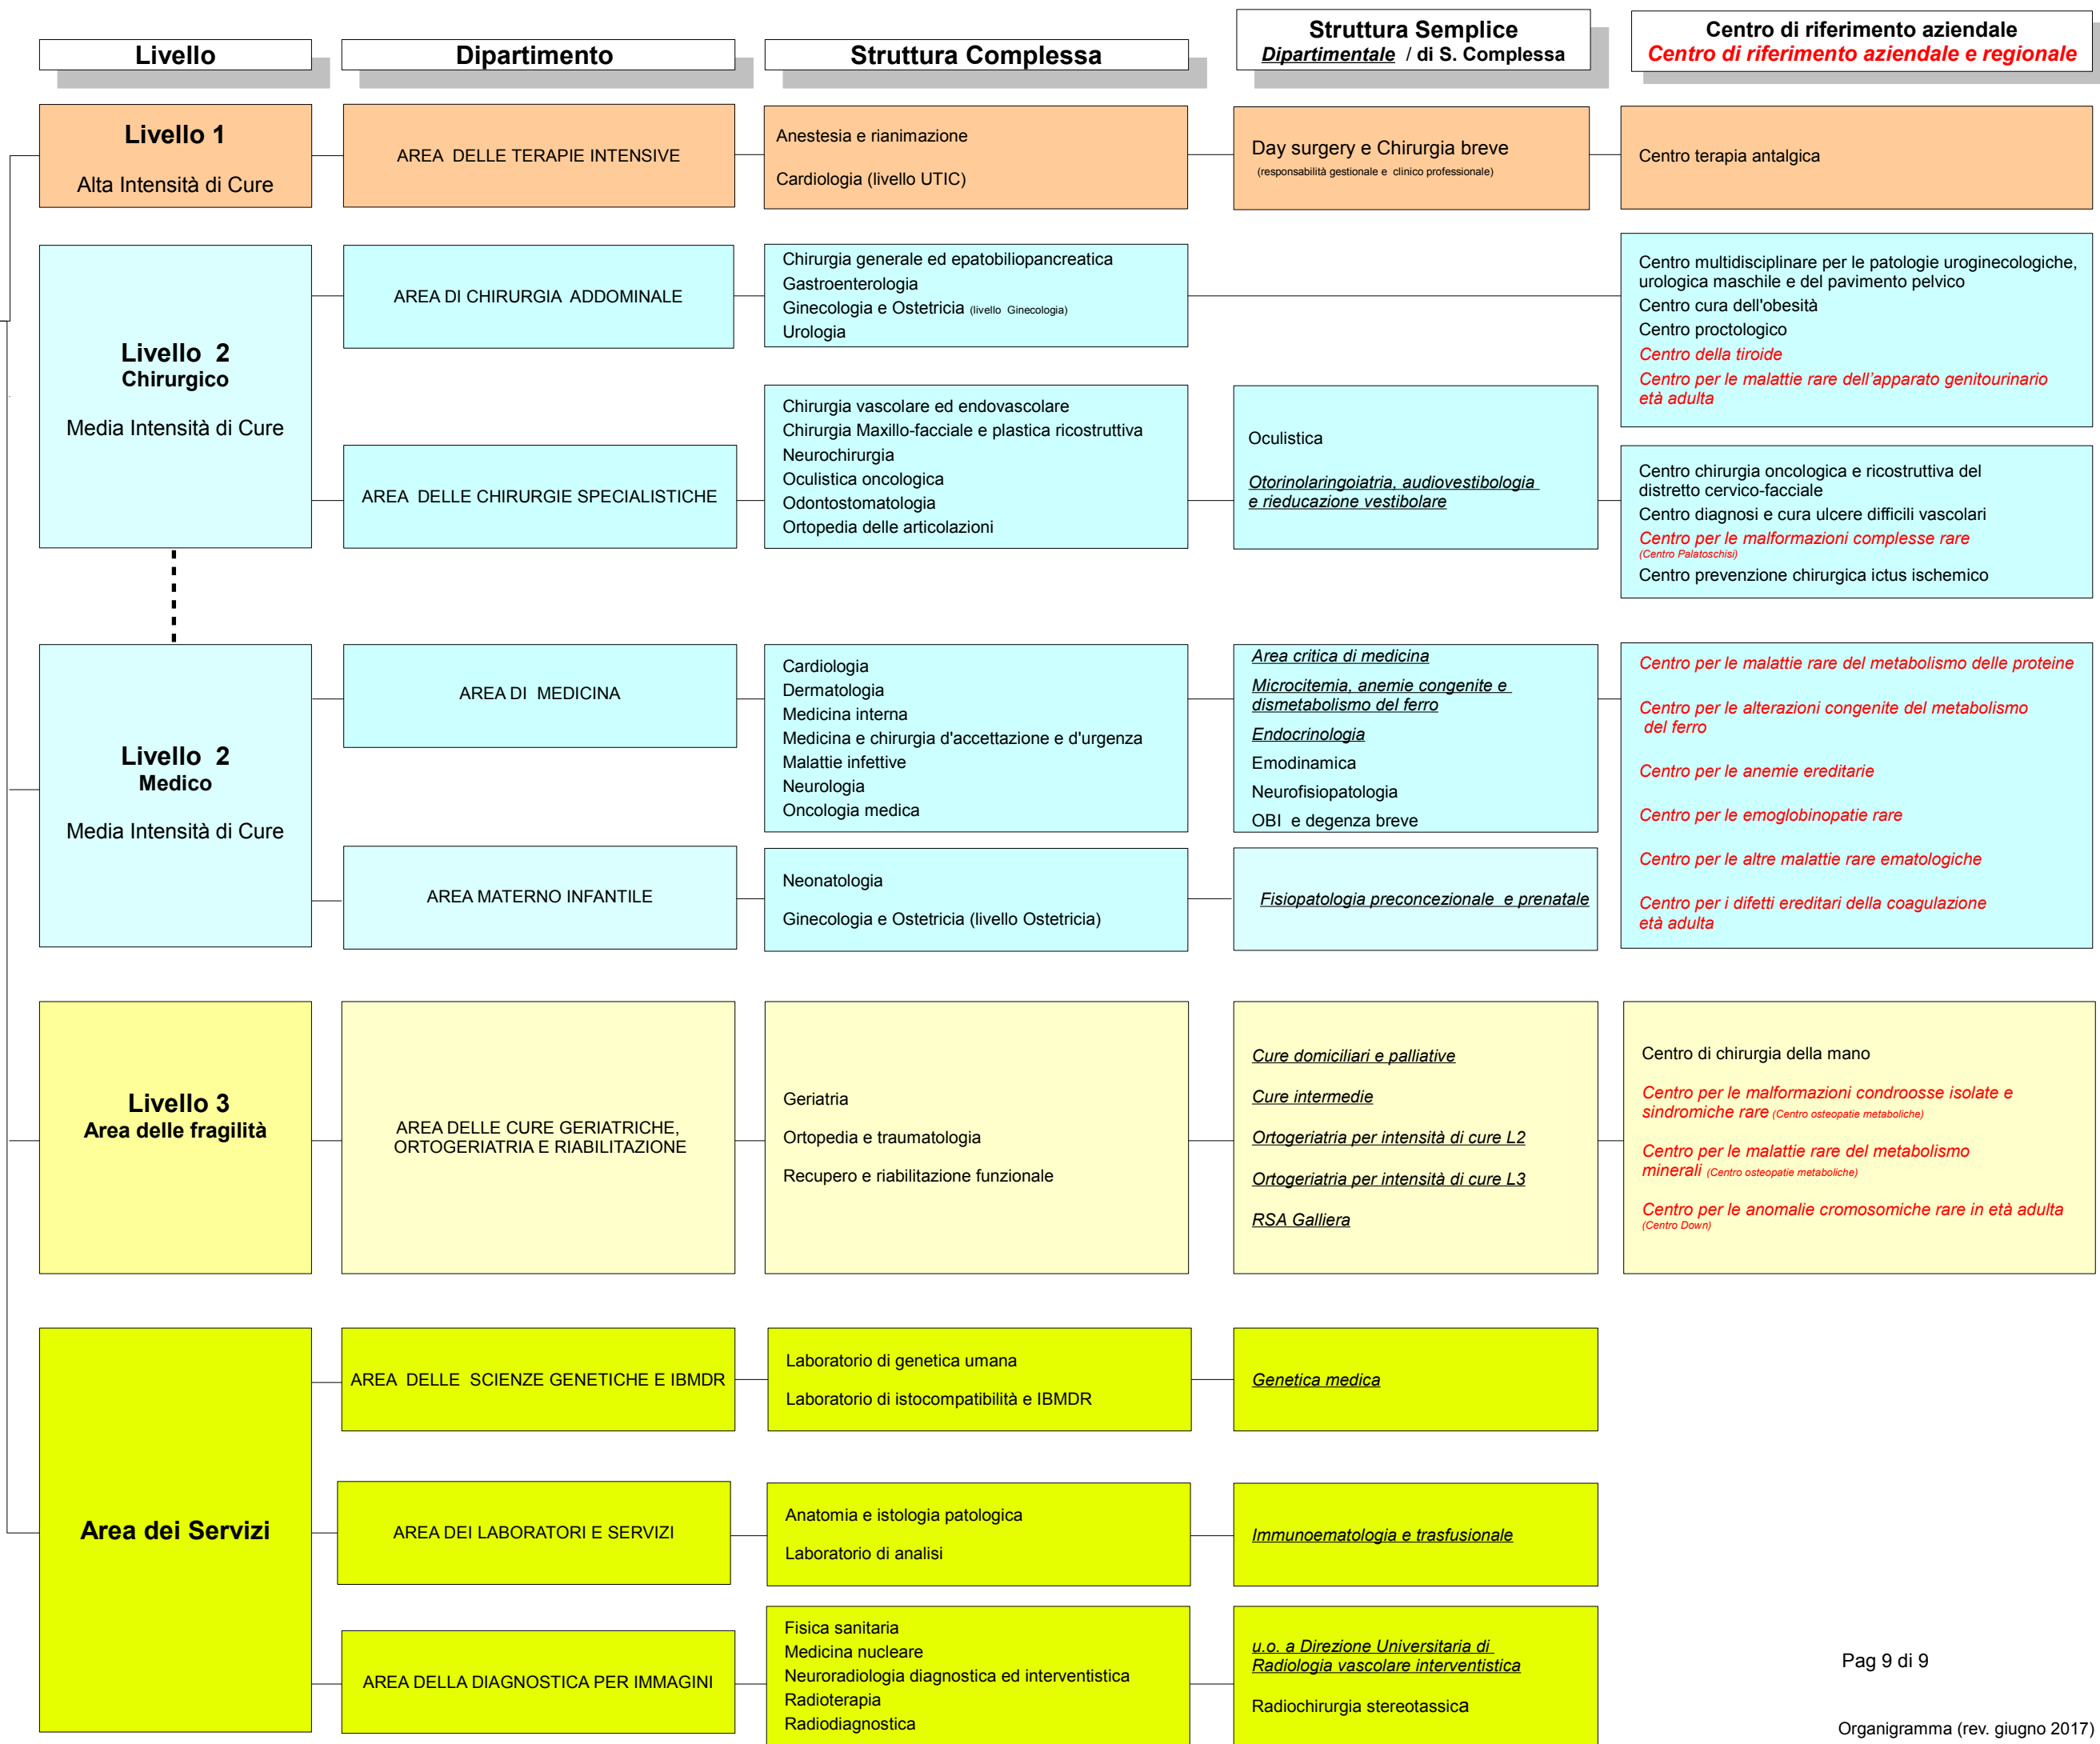 Livello
Dipartimento
Struttura Complessa
Struttura Semplice
Dipartimentale / di S. Complessa
Centro di riferimento aziendale
Centro di riferimento aziendale e regionale
Livello 1
Alta Intensità di Cure
AREA DELLE TERAPIE INTENSIVE
Anestesia e rianimazione
Cardiologia (livello UTIC)
Day surgery e Chirurgia breve
(responsabilità gestionale e clinico professionale)
Centro terapia antalgica
Livello 2
Chirurgico
Media Intensità di Cure
AREA DI CHIRURGIA ADDOMINALE
Chirurgia generale ed epatobiliopancreatica
Gastroenterologia
Ginecologia e Ostetricia (livello Ginecologia)
Urologia
Centro multidisciplinare per le patologie uroginecologiche,
urologica maschile e del pavimento pelvico
Centro cura dell'obesità
Centro proctologico
Centro della tiroide
Centro per le malattie rare dell'apparato genitourinario
età adulta
AREA DELLE CHIRURGIE SPECIALISTICHE
Chirurgia vascolare ed endovascolare
Chirurgia Maxillo-facciale e plastica ricostruttiva
Neurochirurgia
Oculistica oncologica
Odontostomatologia
Ortopedia delle articolazioni
Oculistica
Otorinolaringoiatria, audiovestibologia
e rieducazione vestibolare
Centro chirurgia oncologica e ricostruttiva del
distretto cervico-facciale
Centro diagnosi e cura ulcere difficili vascolari
Centro per le malformazioni complesse rare
(Centro Palatoschisi)
Centro prevenzione chirurgica ictus ischemico
Livello 2
Medico
Media Intensità di Cure
AREA DI MEDICINA
Cardiologia
Dermatologia
Medicina interna
Medicina e chirurgia d'accettazione e d'urgenza
Malattie infettive
Neurologia
Oncologia medica
Area critica di medicina
Microcitemia, anemie congenite e
dismetabolismo del ferro
Endocrinologia
Emodinamica
Neurofisiopatologia
OBI e degenza breve
Centro per le malattie rare del metabolismo delle proteine
Centro per le alterazioni congenite del metabolismo
del ferro
Centro per le anemie ereditarie
Centro per le emoglobinopatie rare
Centro per le altre malattie rare ematologiche
Centro per i difetti ereditari della coagulazione
età adulta
AREA MATERNO INFANTILE
Neonatologia
Ginecologia e Ostetricia (livello Ostetricia)
Fisiopatologia preconcezionale e prenatale
Livello 3
Area delle fragilità
AREA DELLE CURE GERIATRICHE,
ORTOGERIATRIA E RIABILITAZIONE
Geriatria
Ortopedia e traumatologia
Recupero e riabilitazione funzionale
Cure domiciliari e palliative
Cure intermedie
Ortogeriatria per intensità di cure L2
Ortogeriatria per intensità di cure L3
RSA Galliera
Centro di chirurgia della mano
Centro per le malformazioni condroosse isolate e
sindromiche rare (Centro osteopatie metaboliche)
Centro per le malattie rare del metabolismo
minerali (Centro osteopatie metaboliche)
Centro per le anomalie cromosomiche rare in età adulta
(Centro Down)
Area dei Servizi
AREA DELLE SCIENZE GENETICHE E IBMDR
Laboratorio di genetica umana
Laboratorio di istocompatibilità e IBMDR
Genetica medica
AREA DEI LABORATORI E SERVIZI
Anatomia e istologia patologica
Laboratorio di analisi
Immunoematologia e trasfusionale
AREA DELLA DIAGNOSTICA PER IMMAGINI
Fisica sanitaria
Medicina nucleare
Neuroradiologia diagnostica ed interventistica
Radioterapia
Radiodiagnostica
u.o. a Direzione Universitaria di
Radiologia vascolare interventistica
Radiochirurgia stereotassica
Pag 9 di 9
Organigramma (rev. giugno 2017)